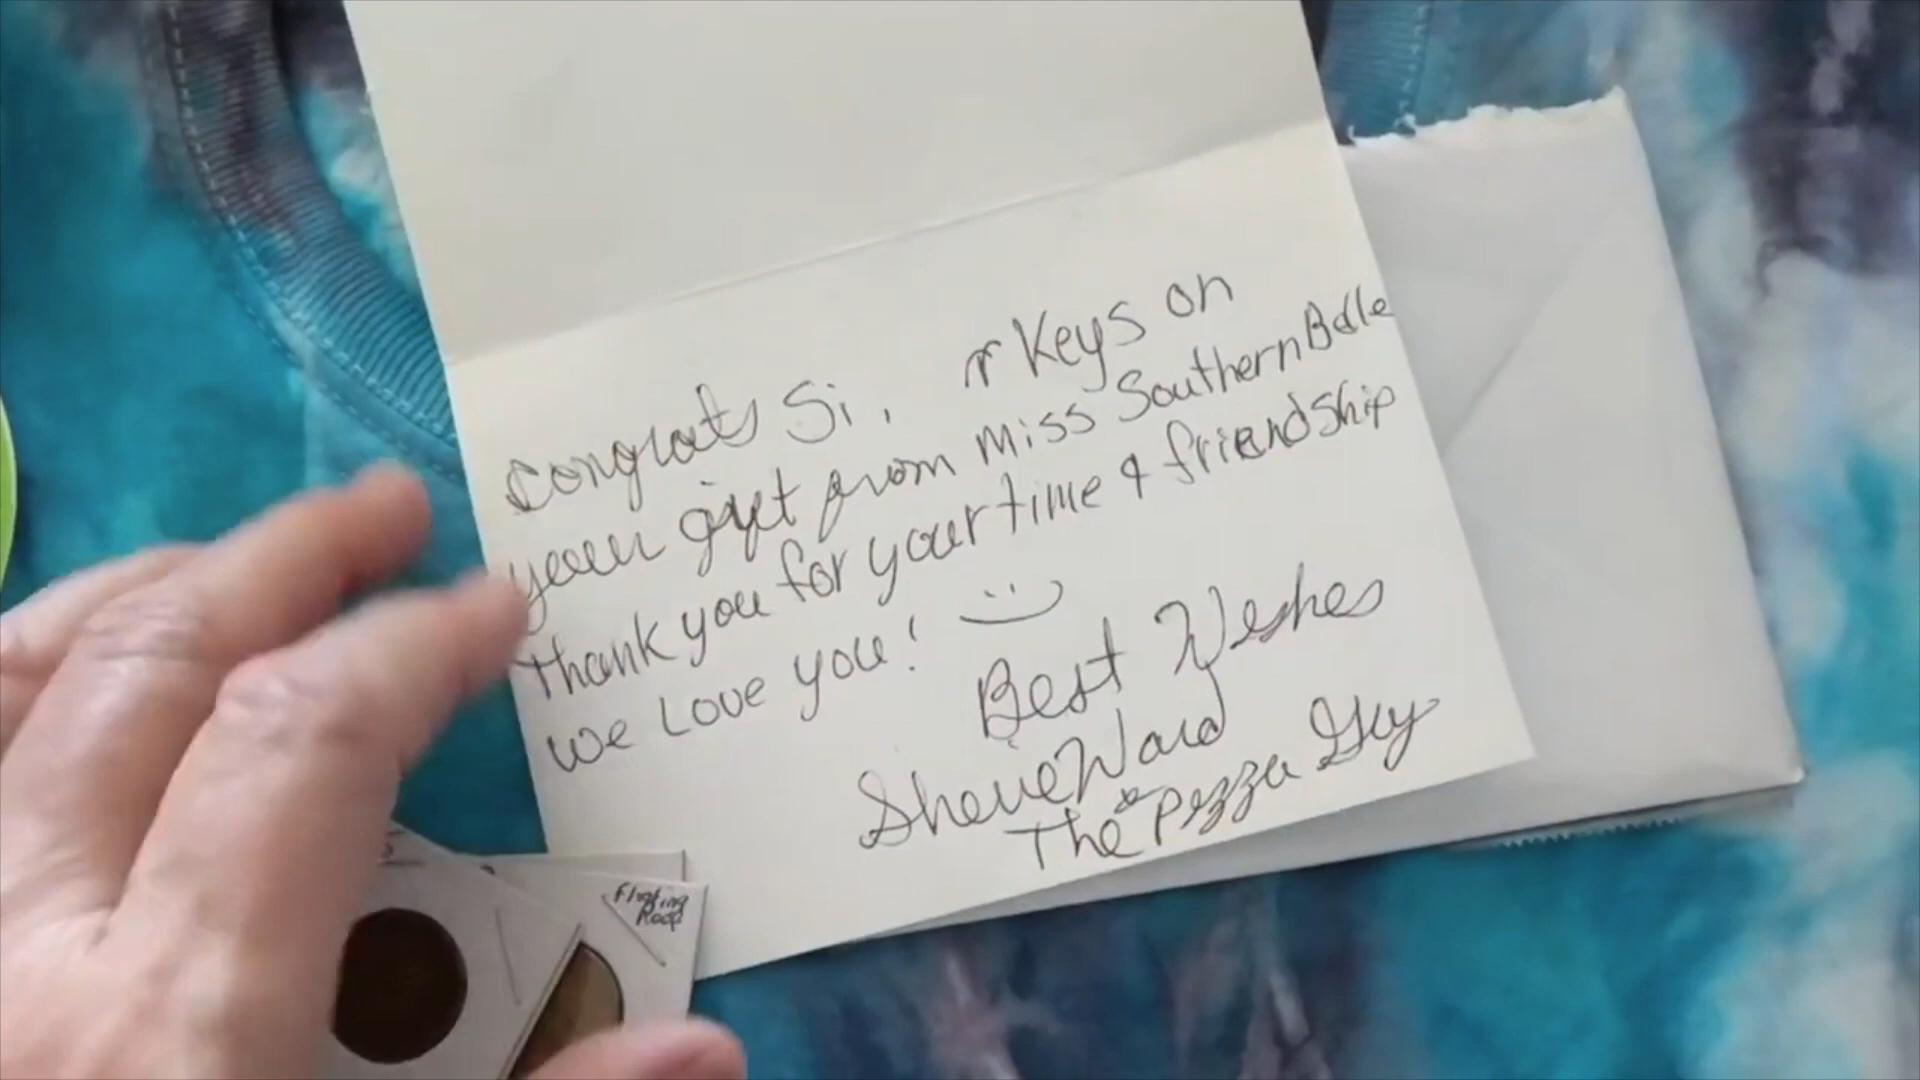 Congrats Si, r Keys on
your gift from miss Southern Belle
Thank you for your time & friendship
we Love you! :)
Best Wishes
Ward
The Pizza Guy
Floating
Roof